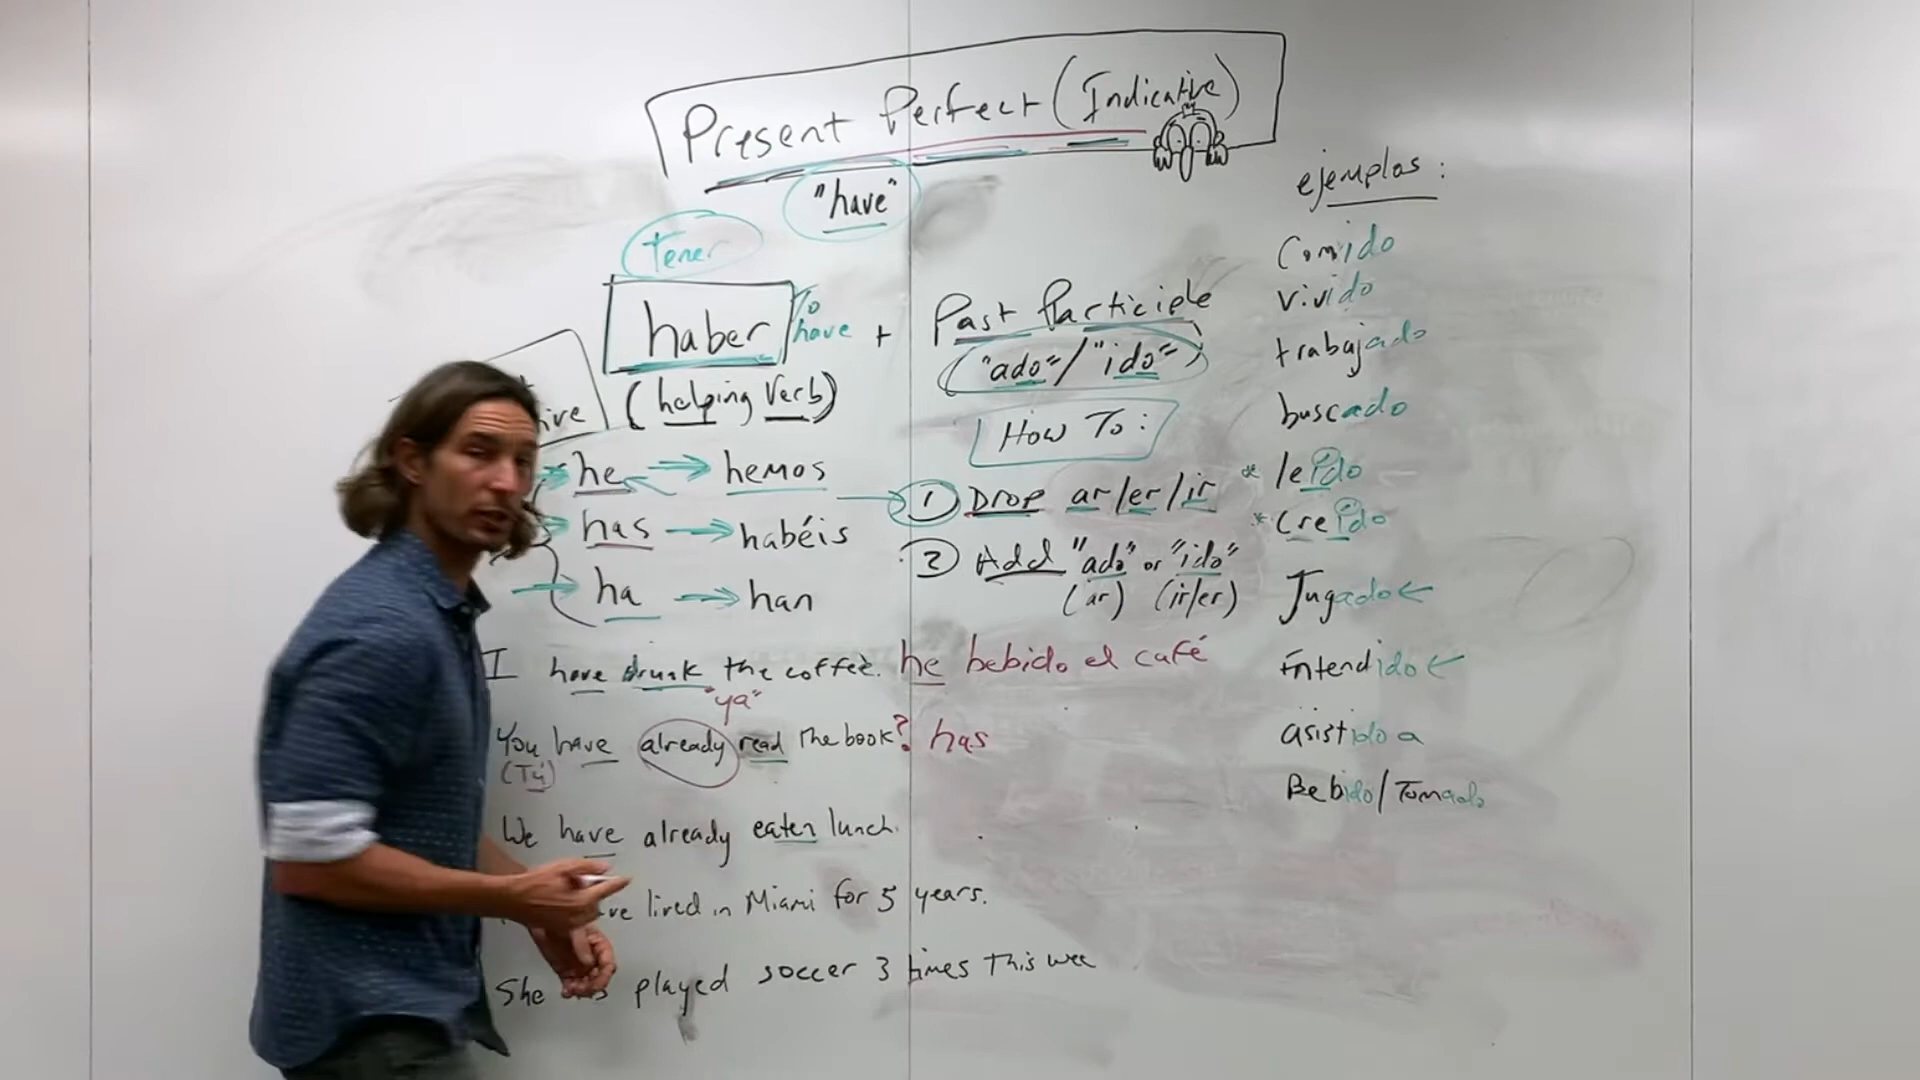 Present Perfect (Indicative)
"have"
tener
haber
To
have
+
Past Participle
("ado"/"ido")
(helping Verb)
he
hemos
has
habéis
ha
han
How To:
1 Drop ar/er/ir
2 Add "ado" or "ido"
(ar) (ir/er)
I have drunk the coffee. he bebido el café
"ya"
You have already read the book? has
(Tú)
We have already eaten lunch.
lived in Miami for 5 years.
She played soccer 3 times this wee
ejemplos:
Comido
vivido
trabajado
buscado
* leído
* Creído
Jugado
Entendido
asistido a
Bebido/Tomado